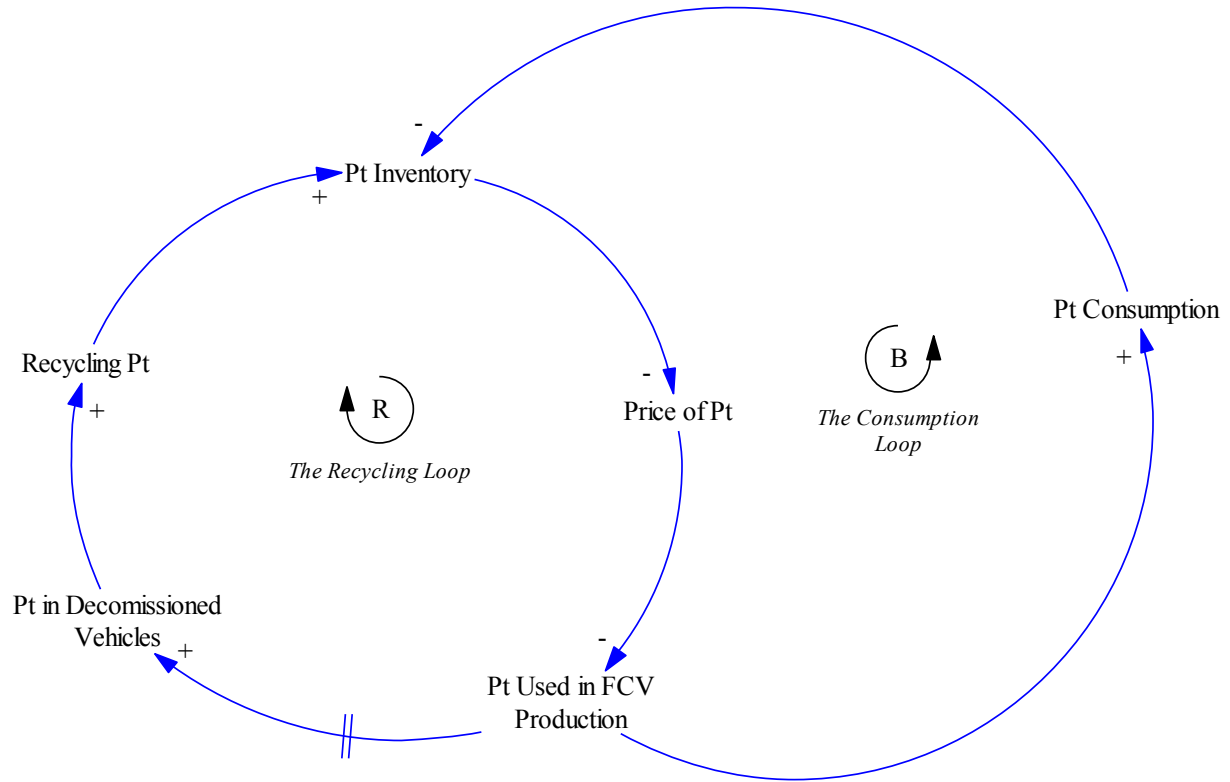 -
Pt Inventory
+
Pt Consumption
+
Recycling Pt
+
B
-
R
Price of Pt
The Consumption
Loop
The Recycling Loop
Pt in Decomissioned
Vehicles
+
-
Pt Used in FCV
Production